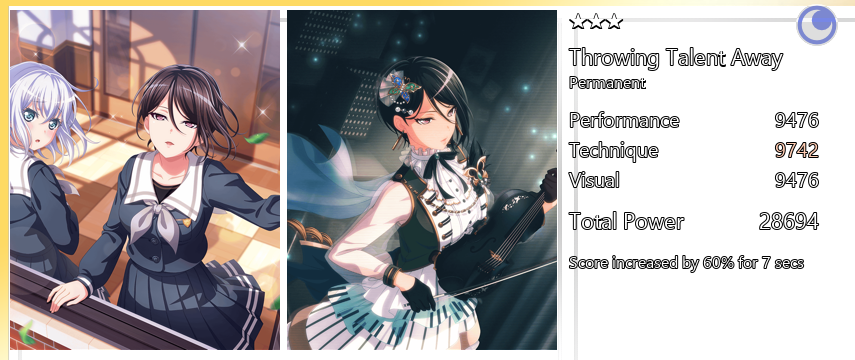 Throwing Talent Away
Permanent
Performance 9476
Technique 9742
Visual 9476
Total Power 28694
Score increased by 60% for 7 secs